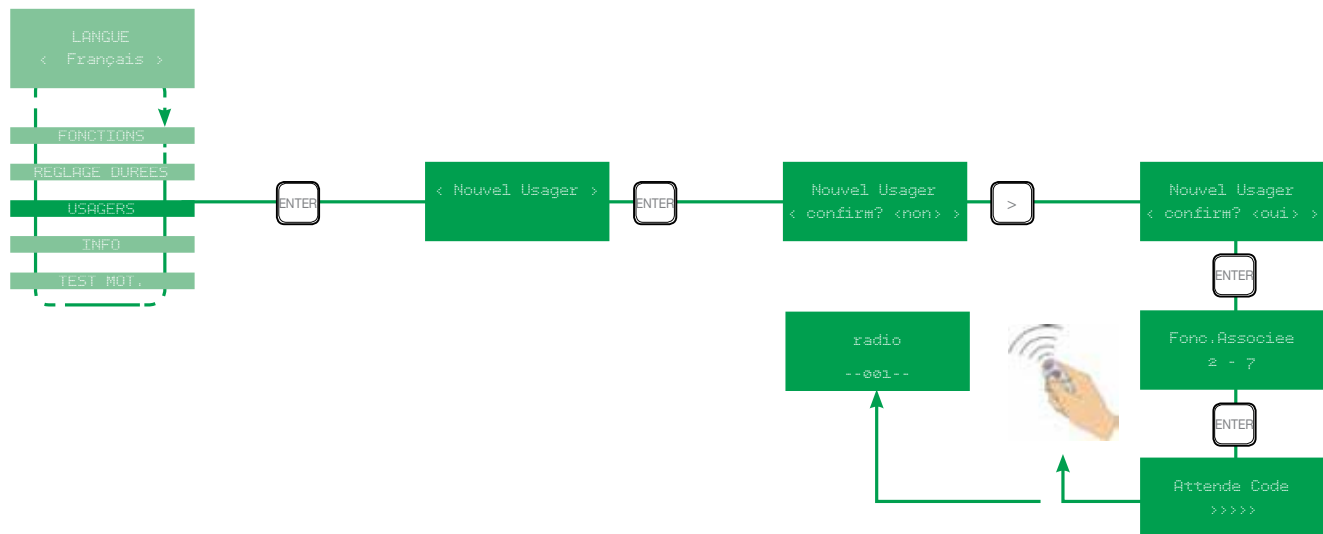 LANGUE
< Français >
FONCTIONS
REGLAGE DUREES
USAGERS
INFO
TEST MOT.
ENTER
< Nouvel Usager >
ENTER
Nouvel Usager
< confirm? <non> >
>
Nouvel Usager
< confirm? <oui> >
ENTER
Fonc.Associee
2 - 7
ENTER
Attende Code
>>>>>
radio
--001--